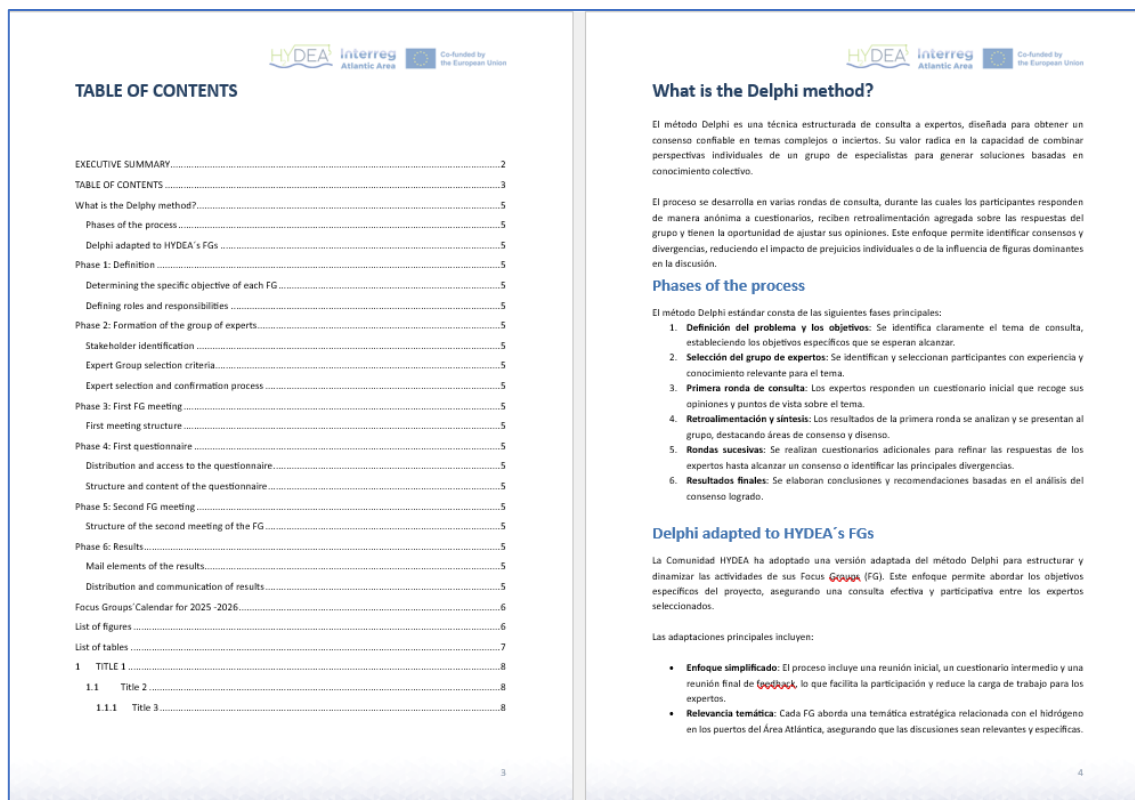 HYDEA Interreg Atlantic Area Co-funded by the European Union
TABLE OF CONTENTS
EXECUTIVE SUMMARY 2
TABLE OF CONTENTS 3
What is the Delphy method? 5
Phases of the process 5
Delphi adapted to HYDEA´s FGs 5
Phase 1: Definition 5
Determining the specific objective of each FG 5
Defining roles and responsibilities 5
Phase 2: Formation of the group of experts 5
Stakeholder identification 5
Expert Group selection criteria 5
Expert selection and confirmation process 5
Phase 3: First FG meeting 5
First meeting structure 5
Phase 4: First questionnaire 5
Distribution and access to the questionnaire 5
Structure and content of the questionnaire 5
Phase 5: Second FG meeting 5
Structure of the second meeting of the FG 5
Phase 6: Results 5
Mail elements of the results 5
Distribution and communication of results 5
Focus Groups´Calendar for 2025 -2026 6
List of figures 6
List of tables 7
1 TITLE 1 8
1.1 Title 2 8
1.1.1 Title 3 8
3
HYDEA Interreg Atlantic Area Co-funded by the European Union
What is the Delphi method?
El método Delphi es una técnica estructurada de consulta a expertos, diseñada para obtener un
consenso confiable en temas complejos o inciertos. Su valor radica en la capacidad de combinar
perspectivas individuales de un grupo de especialistas para generar soluciones basadas en
conocimiento colectivo.
El proceso se desarrolla en varias rondas de consulta, durante las cuales los participantes responden
de manera anónima a cuestionarios, reciben retroalimentación agregada sobre las respuestas del
grupo y tienen la oportunidad de ajustar sus opiniones. Este enfoque permite identificar consensos y
divergencias, reduciendo el impacto de prejuicios individuales o de la influencia de figuras dominantes
en la discusión.
Phases of the process
El método Delphi estándar consta de las siguientes fases principales:
1. Definición del problema y los objetivos: Se identifica claramente el tema de consulta,
estableciendo los objetivos específicos que se esperan alcanzar.
2. Selección del grupo de expertos: Se identifican y seleccionan participantes con experiencia y
conocimiento relevante para el tema.
3. Primera ronda de consulta: Los expertos responden un cuestionario inicial que recoge sus
opiniones y puntos de vista sobre el tema.
4. Retroalimentación y síntesis: Los resultados de la primera ronda se analizan y se presentan al
grupo, destacando áreas de consenso y disenso.
5. Rondas sucesivas: Se realizan cuestionarios adicionales para refinar las respuestas de los
expertos hasta alcanzar un consenso o identificar las principales divergencias.
6. Resultados finales: Se elaboran conclusiones y recomendaciones basadas en el análisis del
consenso logrado.
Delphi adapted to HYDEA´s FGs
La Comunidad HYDEA ha adoptado una versión adaptada del método Delphi para estructurar y
dinamizar las actividades de sus Focus Groups (FG). Este enfoque permite abordar los objetivos
específicos del proyecto, asegurando una consulta efectiva y participativa entre los expertos
seleccionados.
Las adaptaciones principales incluyen:
• Enfoque simplificado: El proceso incluye una reunión inicial, un cuestionario intermedio y una
reunión final de feedback, lo que facilita la participación y reduce la carga de trabajo para los
expertos.
• Relevancia temática: Cada FG aborda una temática estratégica relacionada con el hidrógeno
en los puertos del Área Atlántica, asegurando que las discusiones sean relevantes y específicas.
4